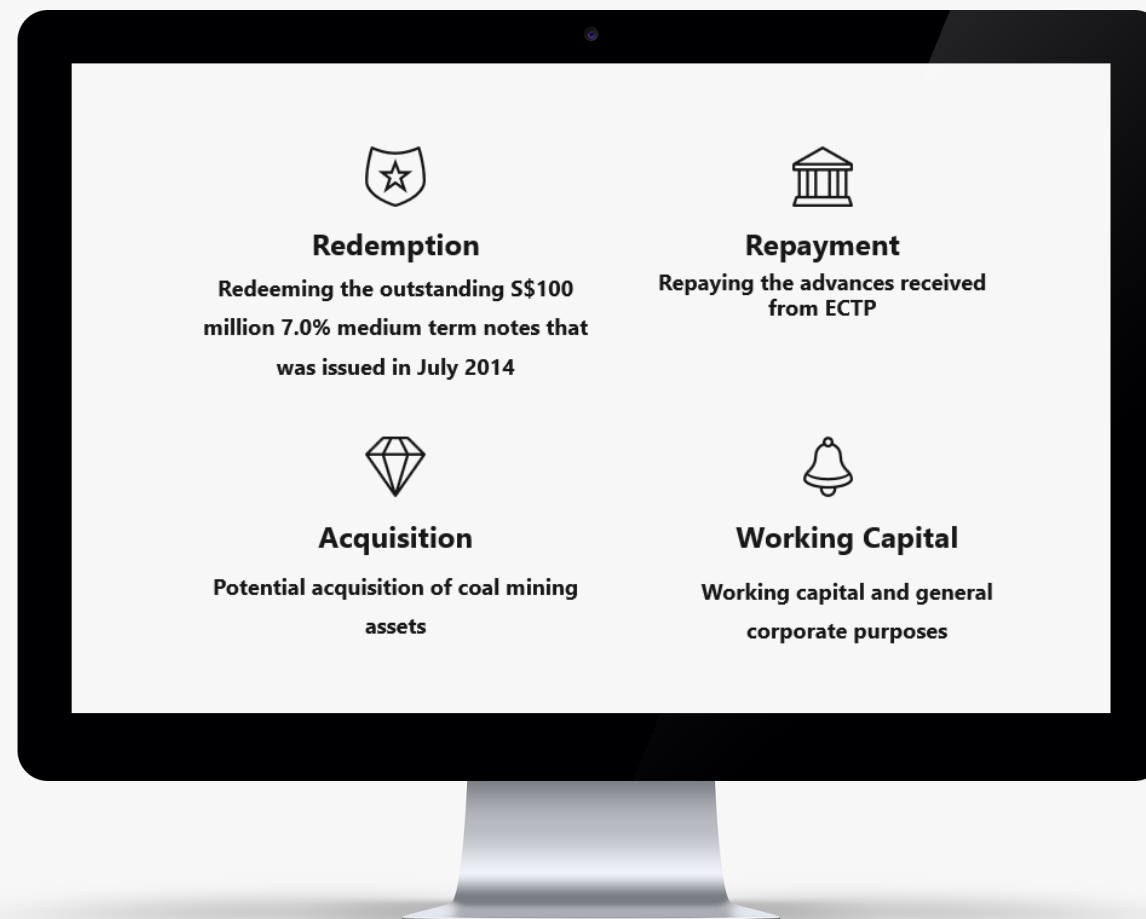 Redemption
Redeeming the outstanding S$100
million 7.0% medium term notes that
was issued in July 2014
Repayment
Repaying the advances received
from ECTP
Acquisition
Potential acquisition of coal mining
assets
Working Capital
Working capital and general
corporate purposes